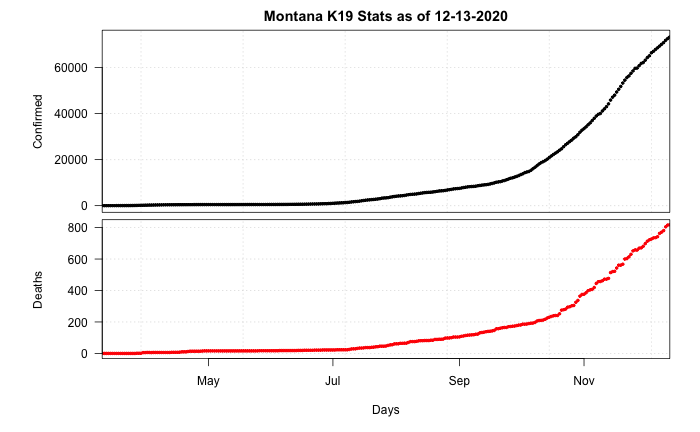 Montana K19 Stats as of 12-13-2020
Confirmed
60000
40000
20000
0
Deaths
800
600
400
200
0
May Jul Sep Nov
Days